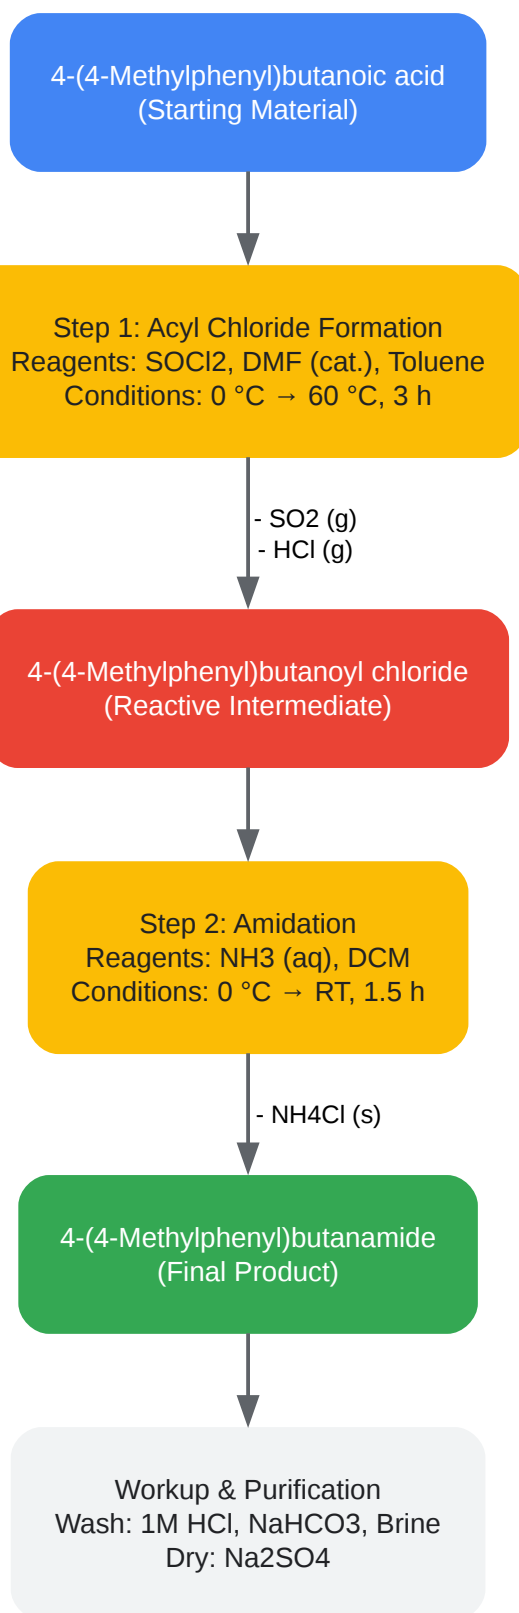 4-(4-Methylphenyl)butanoic acid
(Starting Material)
Step 1: Acyl Chloride Formation
Reagents: SOCl2, DMF (cat.), Toluene
Conditions: 0 °C → 60 °C, 3 h
- SO2 (g)
- HCl (g)
4-(4-Methylphenyl)butanoyl chloride
(Reactive Intermediate)
Step 2: Amidation
Reagents: NH3 (aq), DCM
Conditions: 0 °C → RT, 1.5 h
- NH4Cl (s)
4-(4-Methylphenyl)butanamide
(Final Product)
Workup & Purification
Wash: 1M HCl, NaHCO3, Brine
Dry: Na2SO4